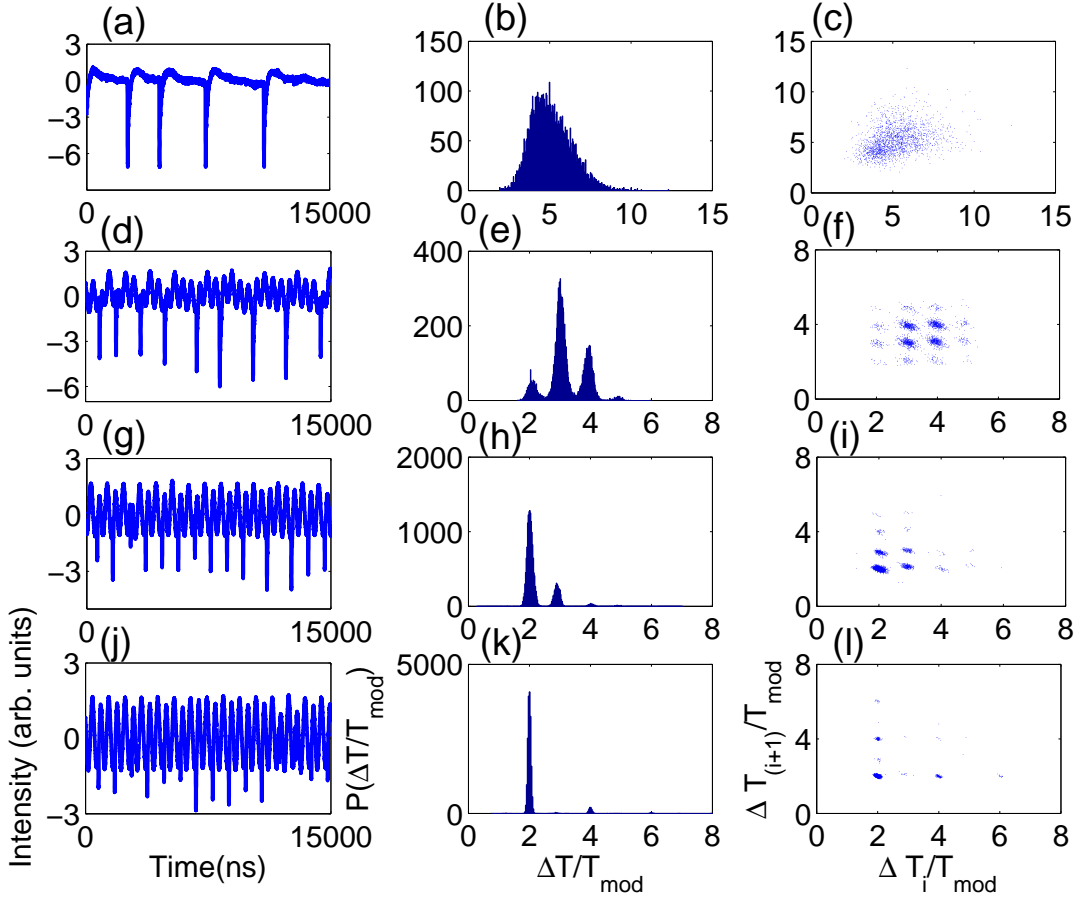 (a) (b) (c)
3 150 15
0 100 10
−3 50 5
−6 0 0
0 15000 0 5 10 15 0 5 10 15
(d) (e) (f)
3 400 8
0 200 4
−3 0 0
−6
0 15000 0 2 4 6 8 0 2 4 6 8
(g) (h) (i)
3 2000 8
0 1000 4
−3 0 0
0 15000 0 2 4 6 8 0 2 4 6 8
(j) (k) (l)
3 5000 8
0 0 4
−3 0
0 15000 0 2 4 6 8 0 2 4 6 8
Intensity (arb. units)
Time(ns)
P(ΔT/T_mod)
ΔT/T_mod
Δ T_(i+1)/T_mod
Δ T_i/T_mod